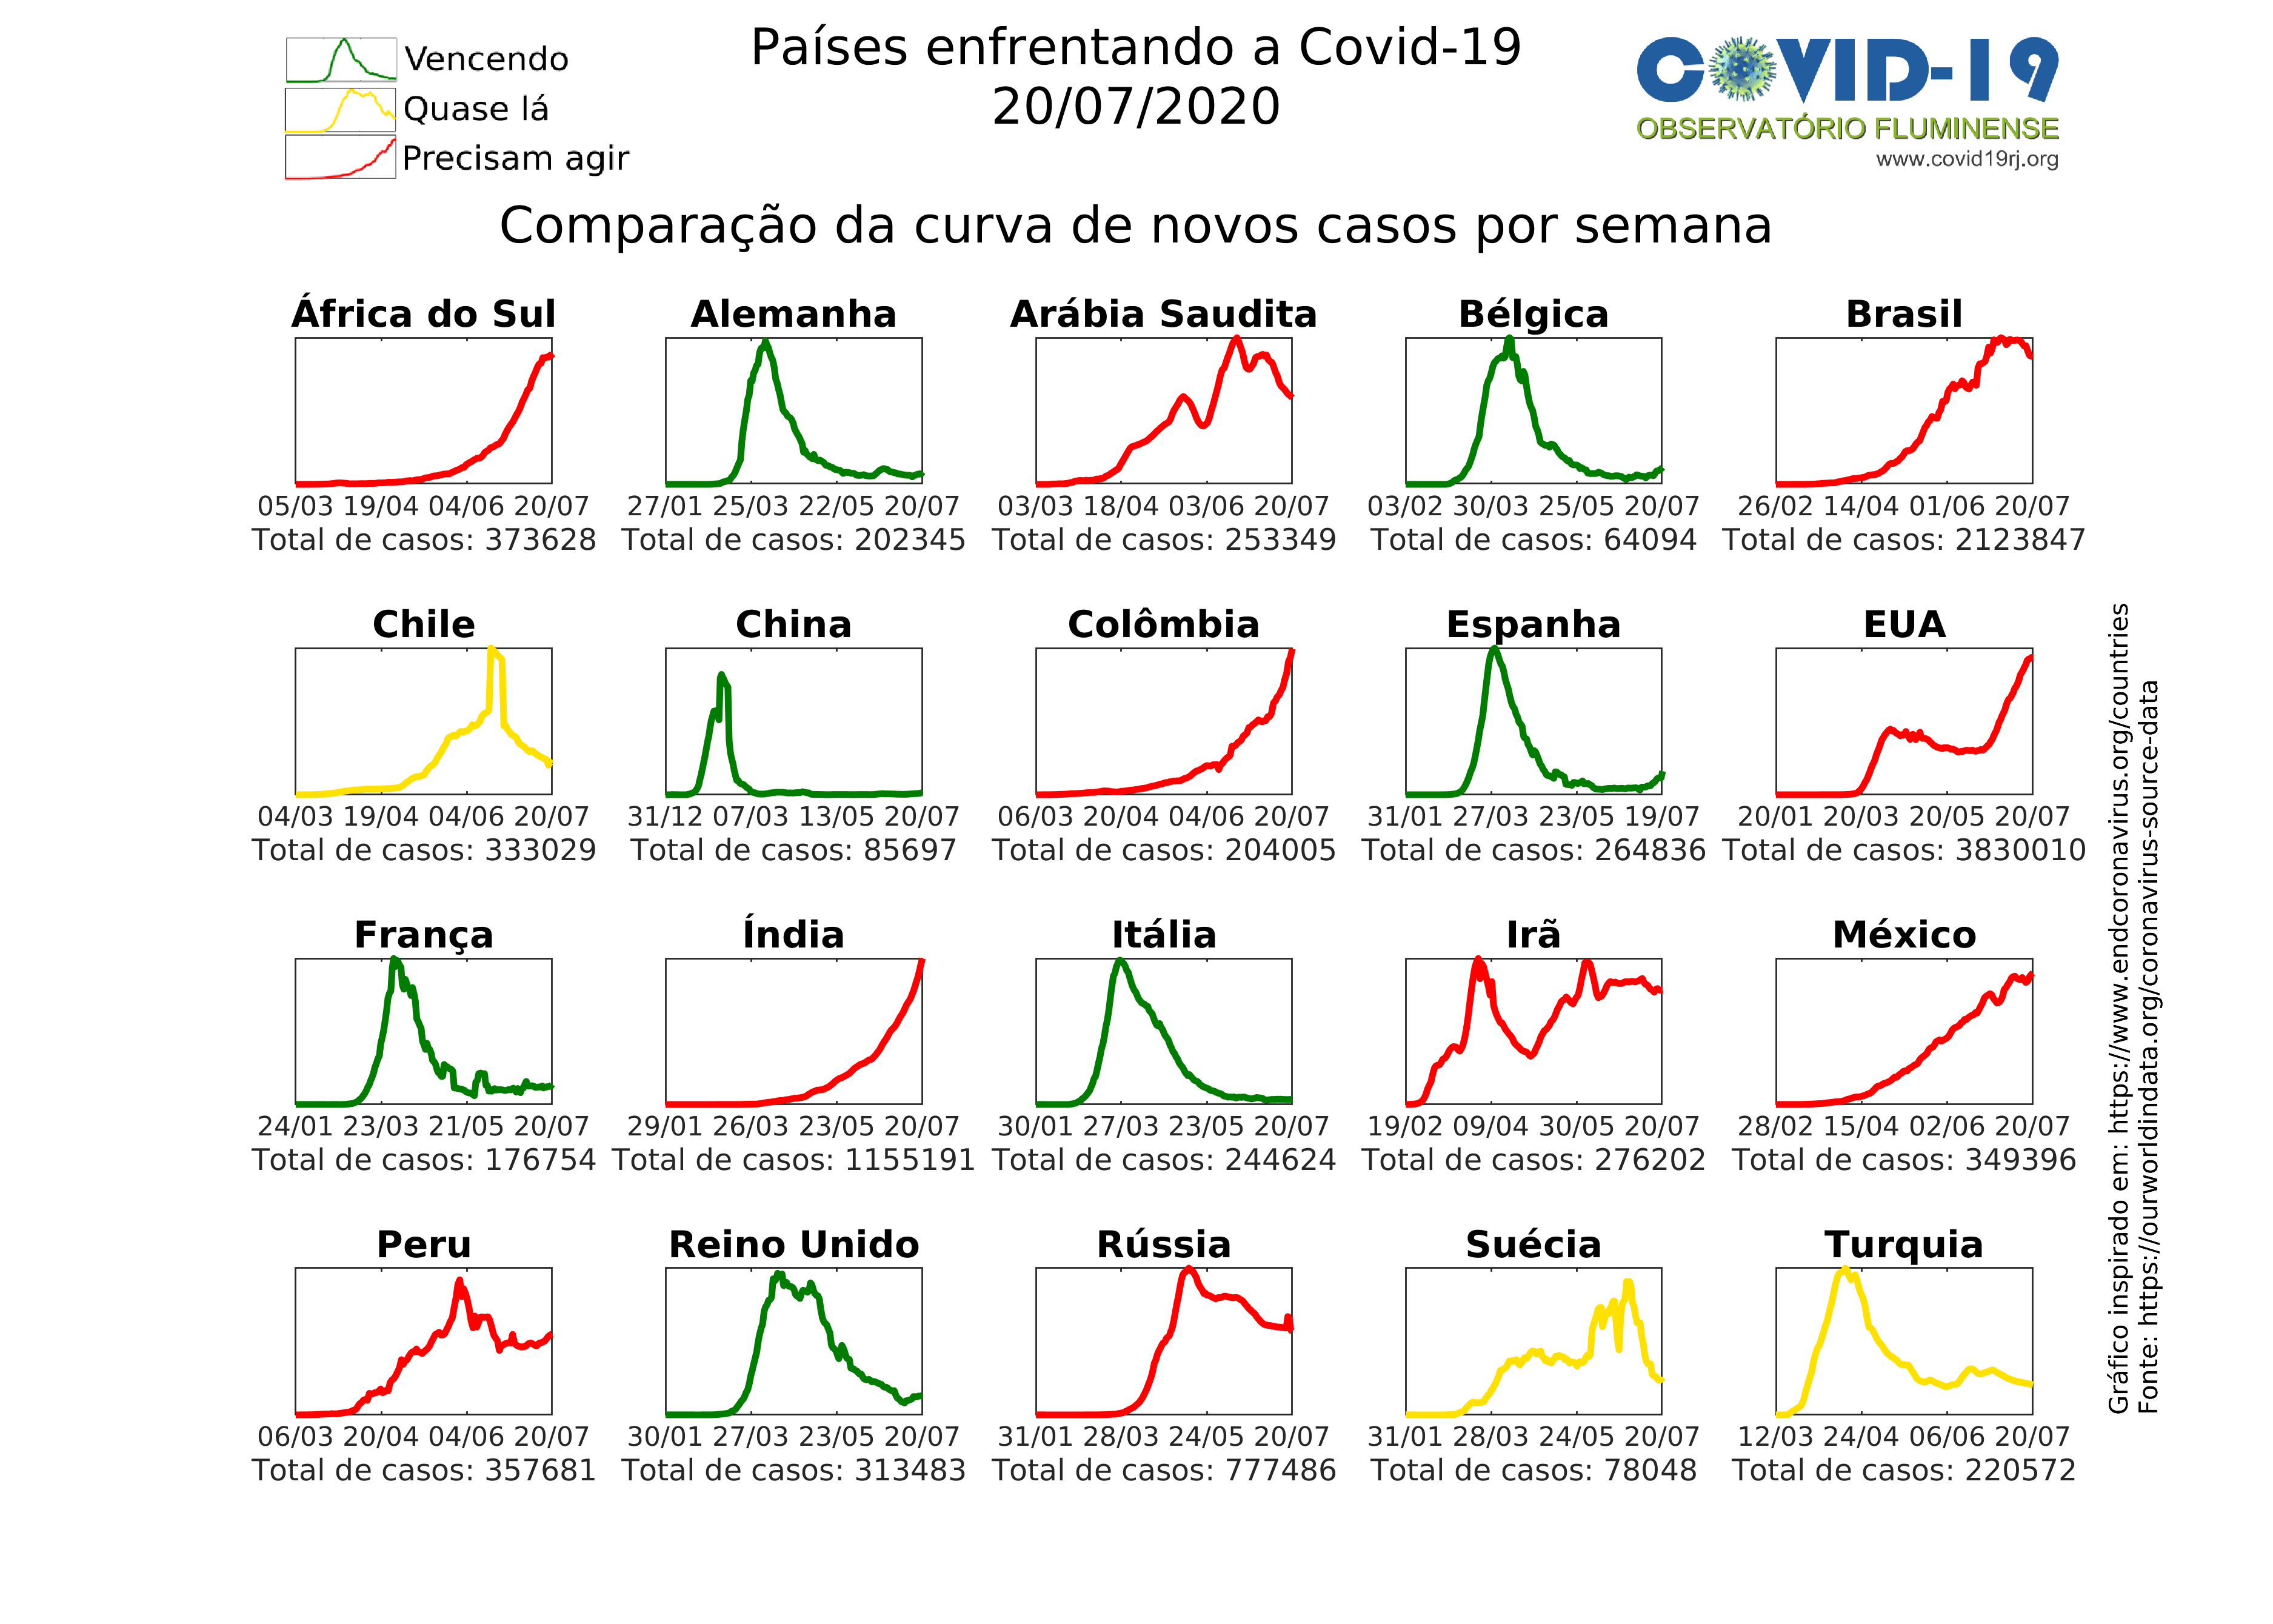 Vencendo
Quase lá
Precisam agir
Países enfrentando a Covid-19
20/07/2020
COVID-19
OBSERVATÓRIO FLUMINENSE
www.covid19rj.org
Comparação da curva de novos casos por semana
África do Sul
05/03 19/04 04/06 20/07
Total de casos: 373628
Alemanha
27/01 25/03 22/05 20/07
Total de casos: 202345
Arábia Saudita
03/03 18/04 03/06 20/07
Total de casos: 253349
Bélgica
03/02 30/03 25/05 20/07
Total de casos: 64094
Brasil
26/02 14/04 01/06 20/07
Total de casos: 2123847
Chile
04/03 19/04 04/06 20/07
Total de casos: 333029
China
31/12 07/03 13/05 20/07
Total de casos: 85697
Colômbia
06/03 20/04 04/06 20/07
Total de casos: 204005
Espanha
31/01 27/03 23/05 19/07
Total de casos: 264836
EUA
20/01 20/03 20/05 20/07
Total de casos: 3830010
França
24/01 23/03 21/05 20/07
Total de casos: 176754
Índia
29/01 26/03 23/05 20/07
Total de casos: 1155191
Itália
30/01 27/03 23/05 20/07
Total de casos: 244624
Irã
19/02 09/04 30/05 20/07
Total de casos: 276202
México
28/02 15/04 02/06 20/07
Total de casos: 349396
Peru
06/03 20/04 04/06 20/07
Total de casos: 357681
Reino Unido
30/01 27/03 23/05 20/07
Total de casos: 313483
Rússia
31/01 28/03 24/05 20/07
Total de casos: 777486
Suécia
31/01 28/03 24/05 20/07
Total de casos: 78048
Turquia
12/03 24/04 06/06 20/07
Total de casos: 220572
Gráfico inspirado em: https://www.endcoronavirus.org/countries
Fonte: https://ourworldindata.org/coronavirus-source-data